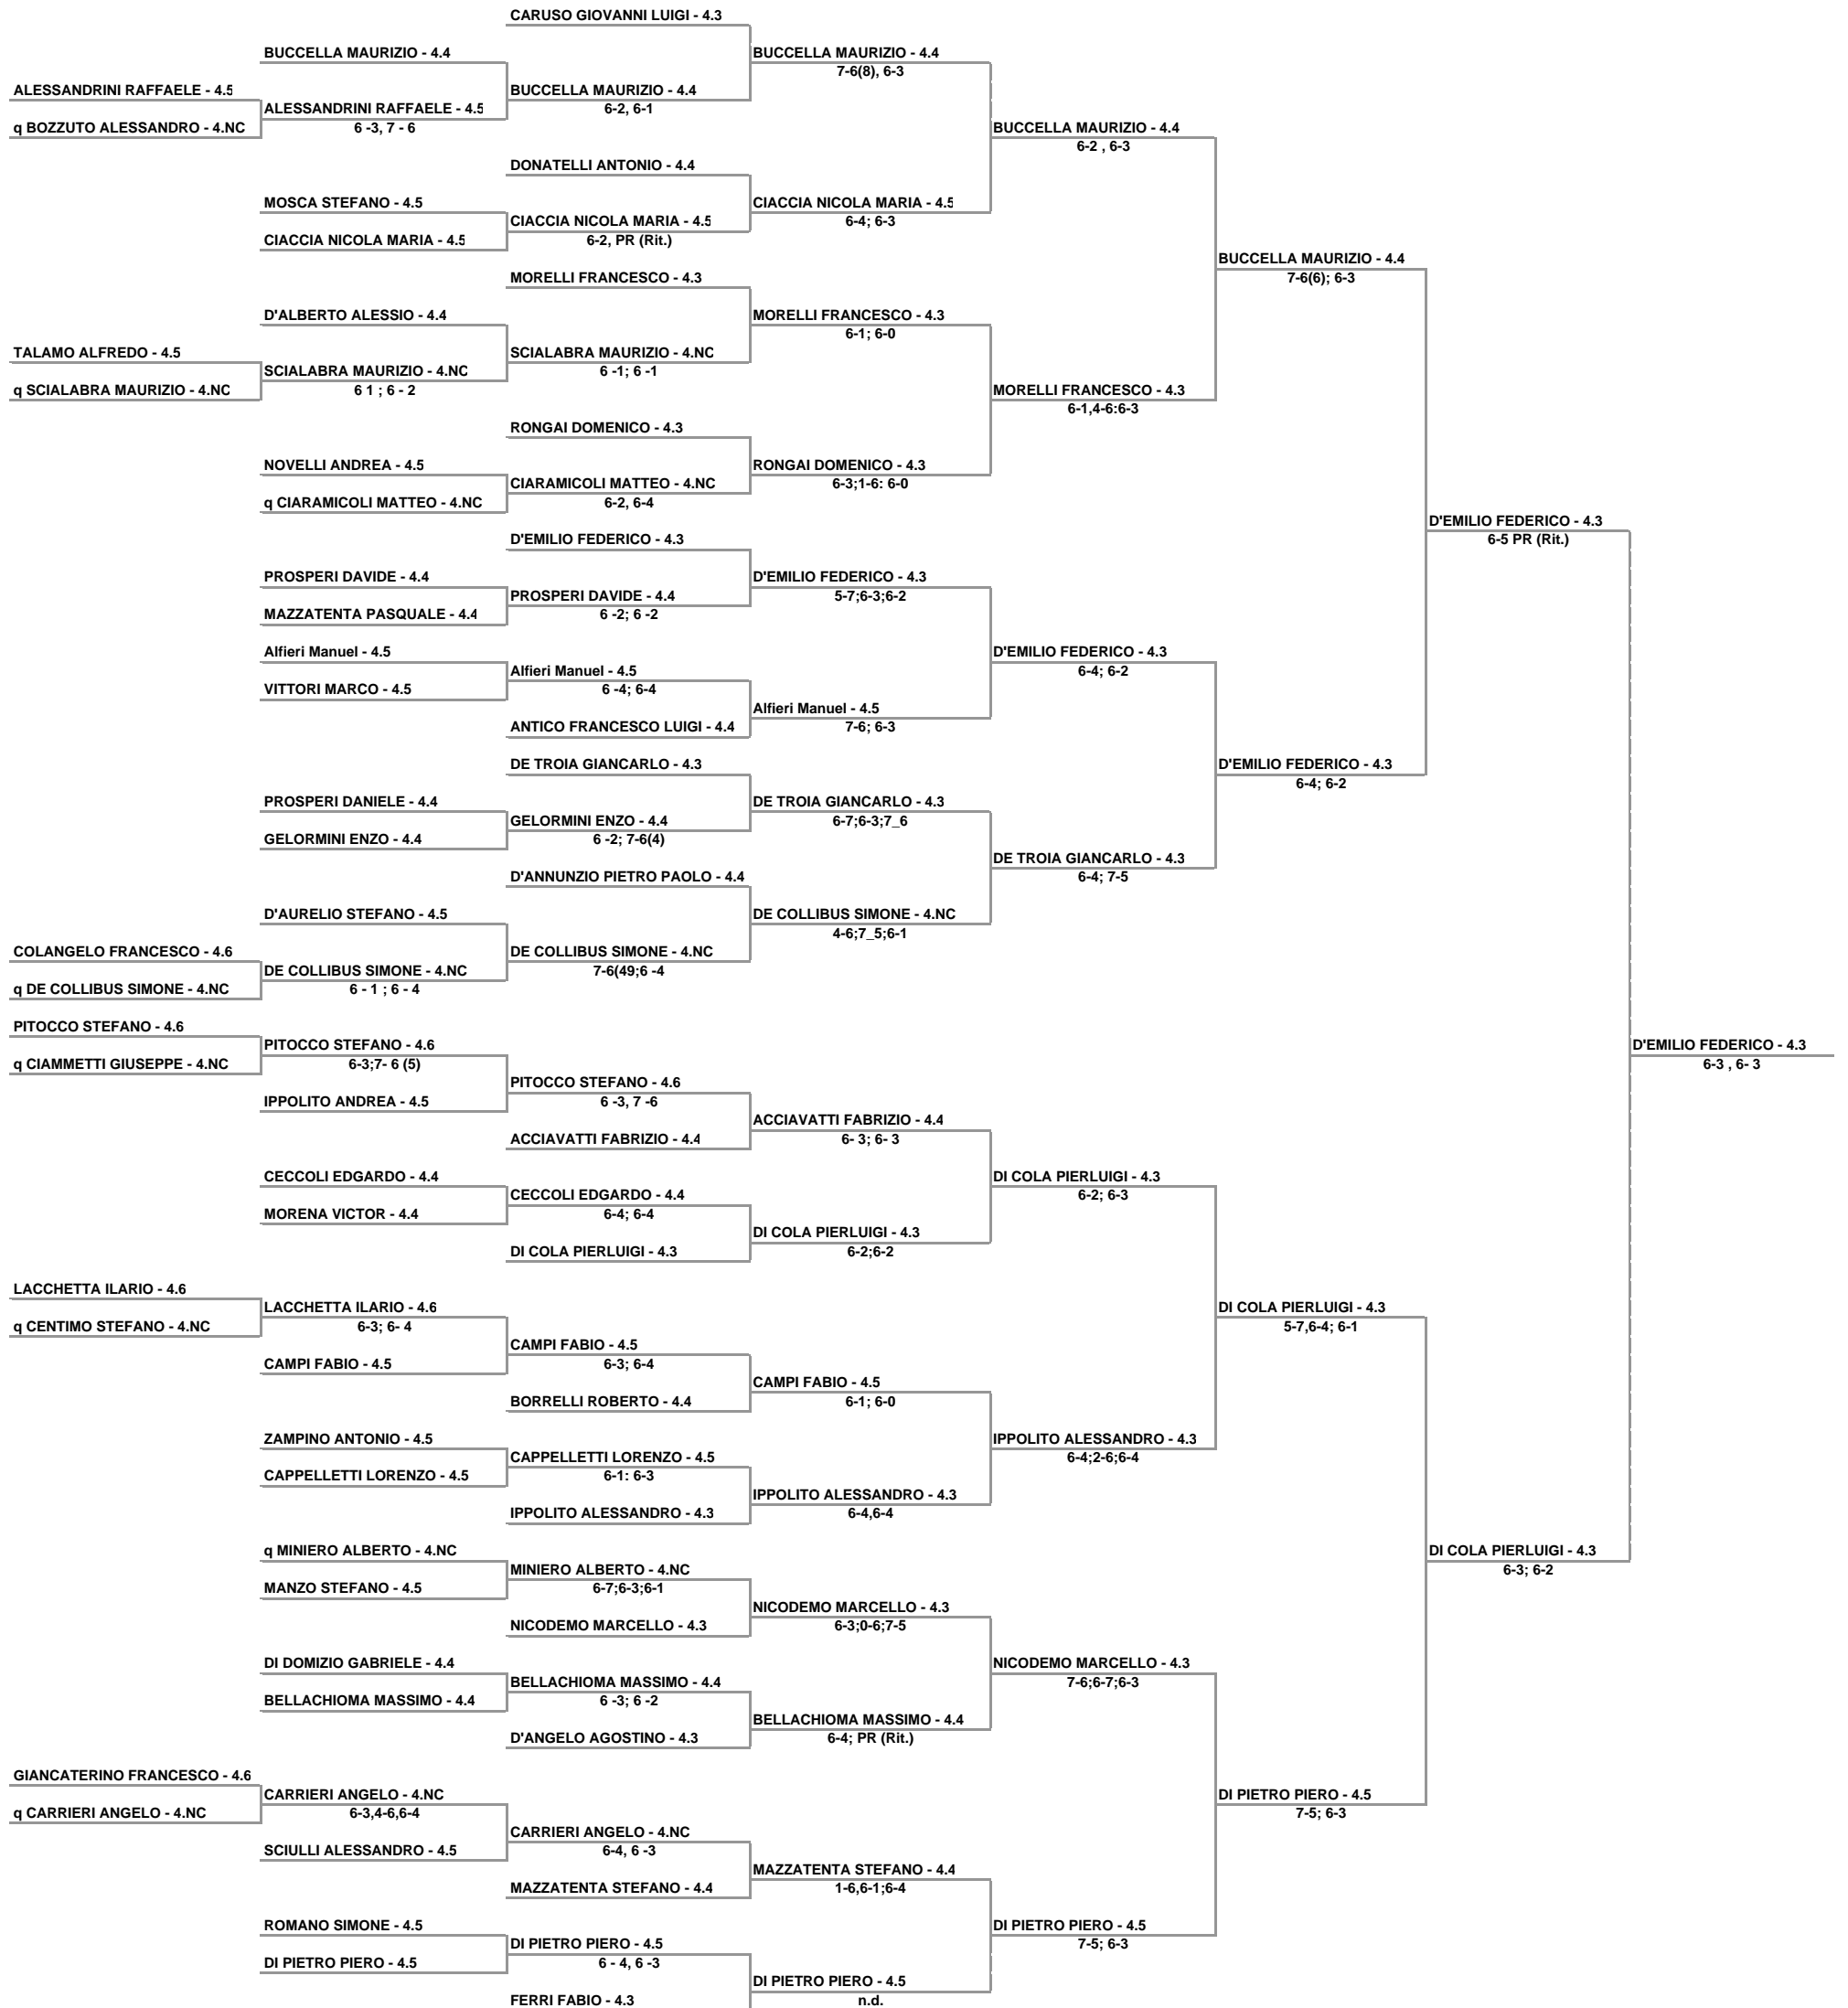 CARUSO GIOVANNI LUIGI - 4.3
BUCCELLA MAURIZIO - 4.4
BUCCELLA MAURIZIO - 4.4
7-6(8), 6-3
ALESSANDRINI RAFFAELE - 4.5
BUCCELLA MAURIZIO - 4.4
6-2, 6-1
ALESSANDRINI RAFFAELE - 4.5
6 -3, 7 - 6
q BOZZUTO ALESSANDRO - 4.NC
BUCCELLA MAURIZIO - 4.4
6-2 , 6-3
DONATELLI ANTONIO - 4.4
MOSCA STEFANO - 4.5
CIACCIA NICOLA MARIA - 4.5
6-4; 6-3
CIACCIA NICOLA MARIA - 4.5
6-2, PR (Rit.)
CIACCIA NICOLA MARIA - 4.5
BUCCELLA MAURIZIO - 4.4
7-6(6); 6-3
MORELLI FRANCESCO - 4.3
D'ALBERTO ALESSIO - 4.4
MORELLI FRANCESCO - 4.3
6-1; 6-0
TALAMO ALFREDO - 4.5
SCIALABRA MAURIZIO - 4.NC
6 -1; 6 -1
SCIALABRA MAURIZIO - 4.NC
6 1 ; 6 - 2
q SCIALABRA MAURIZIO - 4.NC
MORELLI FRANCESCO - 4.3
6-1,4-6:6-3
RONGAI DOMENICO - 4.3
NOVELLI ANDREA - 4.5
RONGAI DOMENICO - 4.3
6-3;1-6: 6-0
CIARAMICOLI MATTEO - 4.NC
6-2, 6-4
q CIARAMICOLI MATTEO - 4.NC
D'EMILIO FEDERICO - 4.3
6-5 PR (Rit.)
D'EMILIO FEDERICO - 4.3
PROSPERI DAVIDE - 4.4
D'EMILIO FEDERICO - 4.3
5-7;6-3;6-2
PROSPERI DAVIDE - 4.4
6 -2; 6 -2
MAZZATENTA PASQUALE - 4.4
Alfieri Manuel - 4.5
D'EMILIO FEDERICO - 4.3
6-4; 6-2
Alfieri Manuel - 4.5
6 -4; 6-4
VITTORI MARCO - 4.5
Alfieri Manuel - 4.5
7-6; 6-3
ANTICO FRANCESCO LUIGI - 4.4
DE TROIA GIANCARLO - 4.3
D'EMILIO FEDERICO - 4.3
6-4; 6-2
PROSPERI DANIELE - 4.4
DE TROIA GIANCARLO - 4.3
6-7;6-3;7_6
GELORMINI ENZO - 4.4
6 -2; 7-6(4)
GELORMINI ENZO - 4.4
DE TROIA GIANCARLO - 4.3
6-4; 7-5
D'ANNUNZIO PIETRO PAOLO - 4.4
D'AURELIO STEFANO - 4.5
DE COLLIBUS SIMONE - 4.NC
4-6;7_5;6-1
COLANGELO FRANCESCO - 4.6
DE COLLIBUS SIMONE - 4.NC
7-6(49;6 -4
DE COLLIBUS SIMONE - 4.NC
6 - 1 ; 6 - 4
q DE COLLIBUS SIMONE - 4.NC
PITOCCO STEFANO - 4.6
PITOCCO STEFANO - 4.6
6-3;7- 6 (5)
D'EMILIO FEDERICO - 4.3
6-3 , 6- 3
q CIAMMETTI GIUSEPPE - 4.NC
PITOCCO STEFANO - 4.6
6 -3, 7 -6
IPPOLITO ANDREA - 4.5
ACCIAVATTI FABRIZIO - 4.4
6- 3; 6- 3
ACCIAVATTI FABRIZIO - 4.4
CECCOLI EDGARDO - 4.4
DI COLA PIERLUIGI - 4.3
6-2; 6-3
CECCOLI EDGARDO - 4.4
6-4; 6-4
MORENA VICTOR - 4.4
DI COLA PIERLUIGI - 4.3
6-2;6-2
DI COLA PIERLUIGI - 4.3
LACCHETTA ILARIO - 4.6
LACCHETTA ILARIO - 4.6
6-3; 6- 4
DI COLA PIERLUIGI - 4.3
5-7,6-4; 6-1
q CENTIMO STEFANO - 4.NC
CAMPI FABIO - 4.5
6-3; 6-4
CAMPI FABIO - 4.5
CAMPI FABIO - 4.5
6-1; 6-0
BORRELLI ROBERTO - 4.4
ZAMPINO ANTONIO - 4.5
IPPOLITO ALESSANDRO - 4.3
6-4;2-6;6-4
CAPPELLETTI LORENZO - 4.5
6-1: 6-3
CAPPELLETTI LORENZO - 4.5
IPPOLITO ALESSANDRO - 4.3
6-4,6-4
IPPOLITO ALESSANDRO - 4.3
q MINIERO ALBERTO - 4.NC
DI COLA PIERLUIGI - 4.3
6-3; 6-2
MINIERO ALBERTO - 4.NC
6-7;6-3;6-1
MANZO STEFANO - 4.5
NICODEMO MARCELLO - 4.3
6-3;0-6;7-5
NICODEMO MARCELLO - 4.3
DI DOMIZIO GABRIELE - 4.4
NICODEMO MARCELLO - 4.3
7-6;6-7;6-3
BELLACHIOMA MASSIMO - 4.4
6 -3; 6 -2
BELLACHIOMA MASSIMO - 4.4
BELLACHIOMA MASSIMO - 4.4
6-4; PR (Rit.)
D'ANGELO AGOSTINO - 4.3
GIANCATERINO FRANCESCO - 4.6
CARRIERI ANGELO - 4.NC
6-3,4-6,6-4
DI PIETRO PIERO - 4.5
7-5; 6-3
q CARRIERI ANGELO - 4.NC
CARRIERI ANGELO - 4.NC
6-4, 6 -3
SCIULLI ALESSANDRO - 4.5
MAZZATENTA STEFANO - 4.4
1-6,6-1;6-4
MAZZATENTA STEFANO - 4.4
ROMANO SIMONE - 4.5
DI PIETRO PIERO - 4.5
7-5; 6-3
DI PIETRO PIERO - 4.5
6 - 4, 6 -3
DI PIETRO PIERO - 4.5
DI PIETRO PIERO - 4.5
n.d.
FERRI FABIO - 4.3